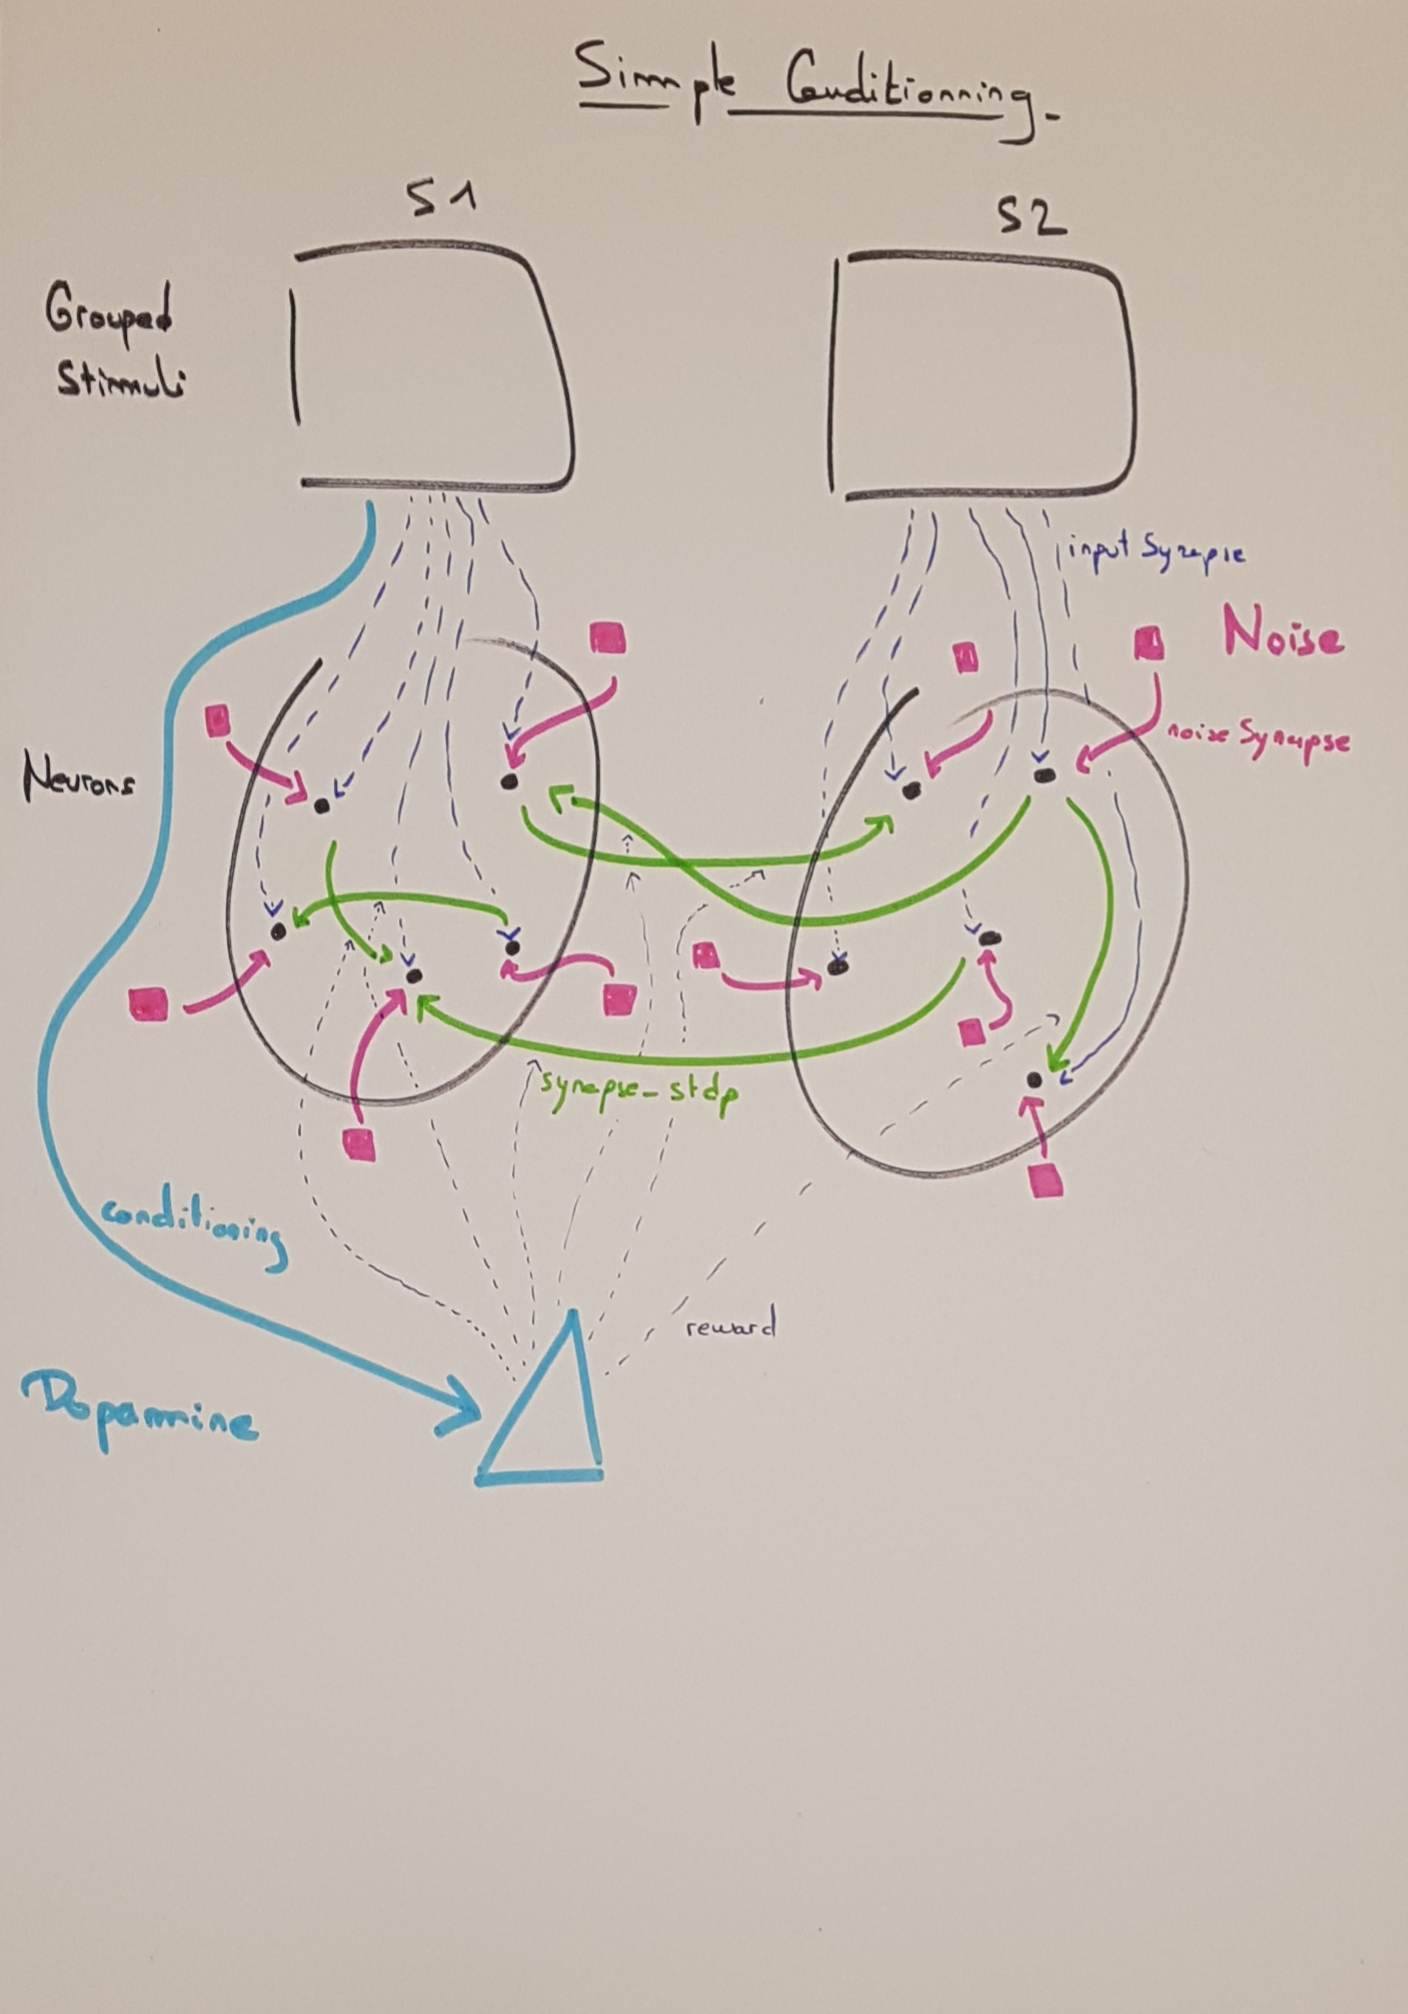 Simple Conditionning.
S1
S2
Grouped
Stimuli
input Synapse
Noise
noise Synapse
Neurons
synapse_stdp
conditioning
reward
Dopamine